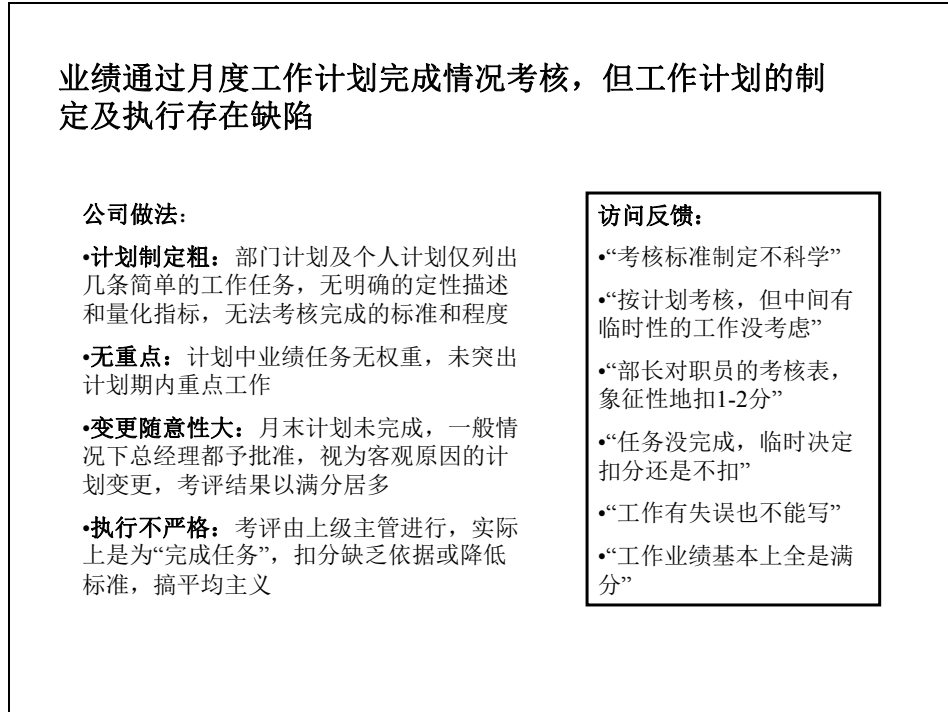 业绩通过月度工作计划完成情况考核，但工作计划的制
定及执行存在缺陷
公司做法：
•计划制定粗：部门计划及个人计划仅列出
几条简单的工作任务，无明确的定性描述
和量化指标，无法考核完成的标准和程度
•无重点：计划中业绩任务无权重，未突出
计划期内重点工作
•变更随意性大：月末计划未完成，一般情
况下总经理都予批准，视为客观原因的计
划变更，考评结果以满分居多
•执行不严格：考评由上级主管进行，实际
上是为“完成任务”，扣分缺乏依据或降低
标准，搞平均主义
访问反馈：
•“考核标准制定不科学”
•“按计划考核，但中间有
临时性的工作没考虑”
•“部长对职员的考核表，
象征性地扣1-2分”
•“任务没完成，临时决定
扣分还是不扣”
•“工作有失误也不能写”
•“工作业绩基本上全是满
分”